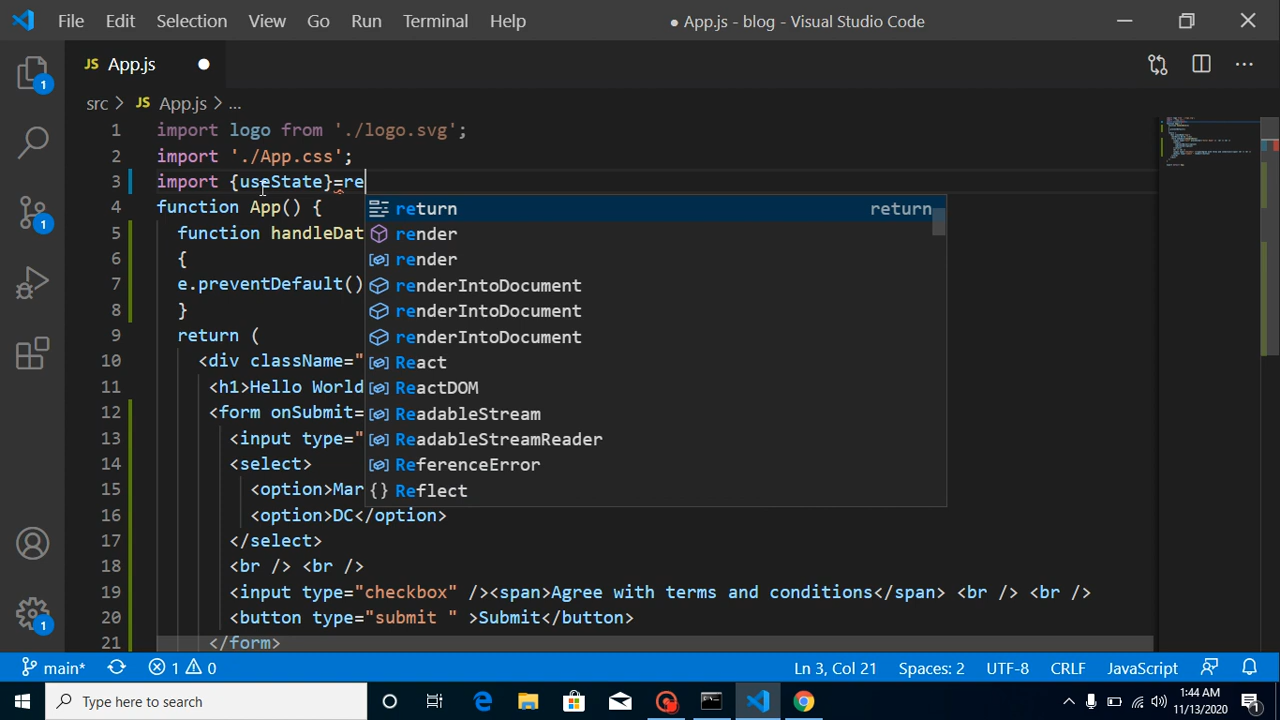 File Edit Selection View Go Run Terminal Help ● App.js - blog - Visual Studio Code
JS App.js ●
src > JS App.js > ...
1 import logo from './logo.svg';
2 import './App.css';
3 import {useState}=re
4 function App() {
5 function handleDat
6 {
7 e.preventDefault()
8 }
9 return (
10 <div className="
11 <h1>Hello World
12 <form onSubmit=
13 <input type="
14 <select>
15 <option>Mar
16 <option>DC</option>
17 </select>
18 <br /> <br />
19 <input type="checkbox" /><span>Agree with terms and conditions</span> <br /> <br />
20 <button type="submit " >Submit</button>
21 </form>
return return
render
render
renderIntoDocument
renderIntoDocument
renderIntoDocument
React
ReactDOM
ReadableStream
ReadableStreamReader
ReferenceError
{} Reflect
1
1
1
main* 1 0 Ln 3, Col 21 Spaces: 2 UTF-8 CRLF JavaScript
Type here to search
1:44 AM
11/13/2020
1